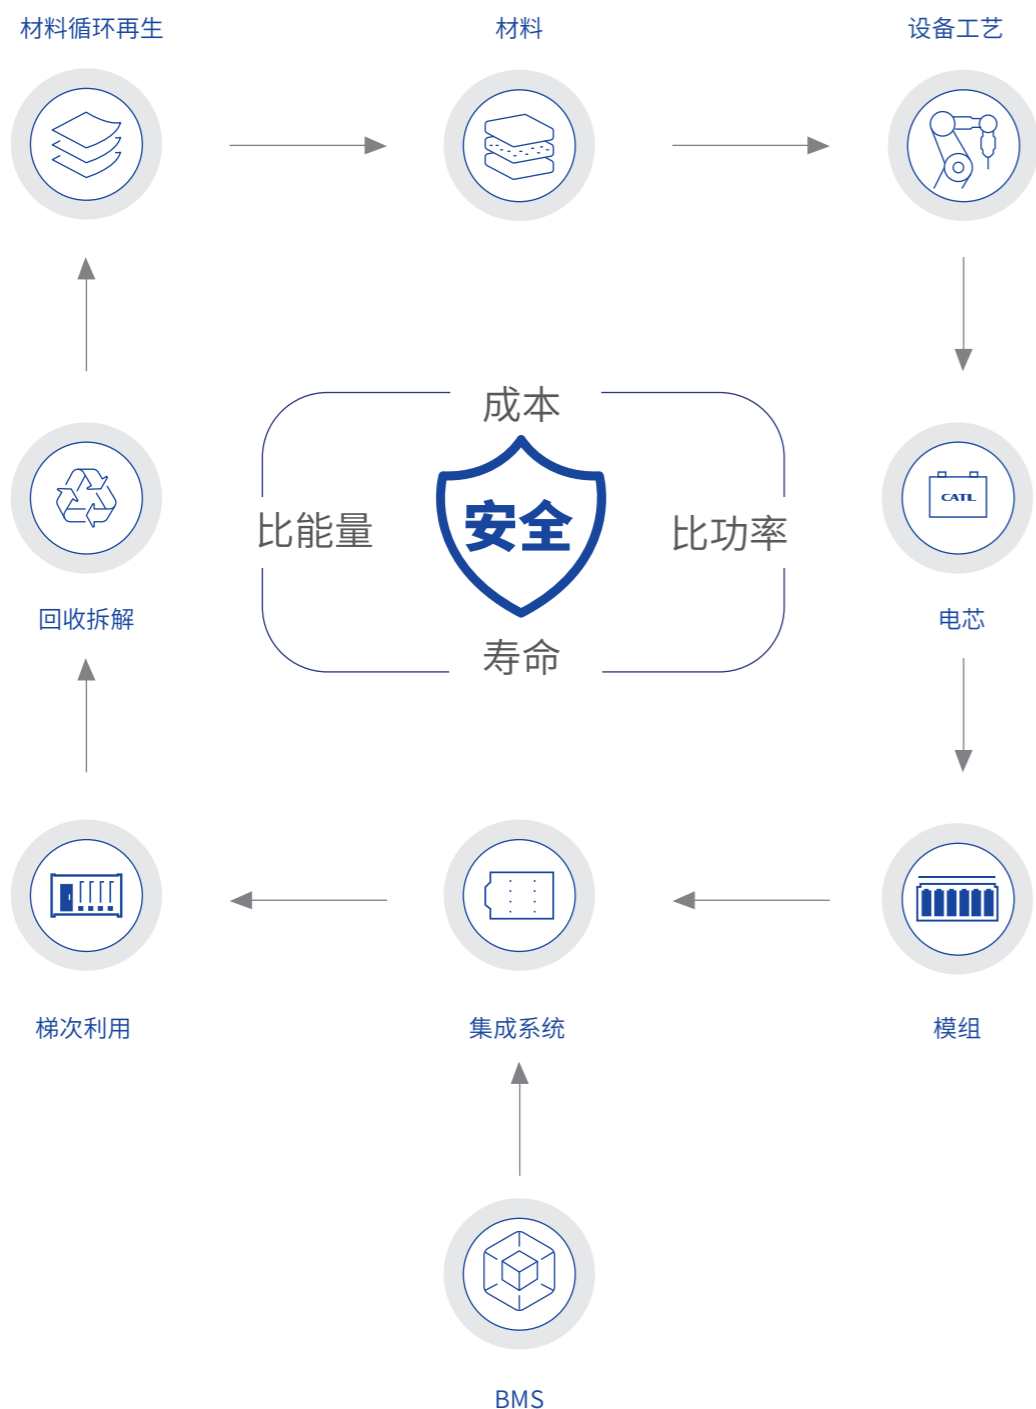 材料循环再生
材料
设备工艺
成本
安全
比能量
比功率
寿命
CATL
回收拆解
电芯
梯次利用
集成系统
模组
BMS